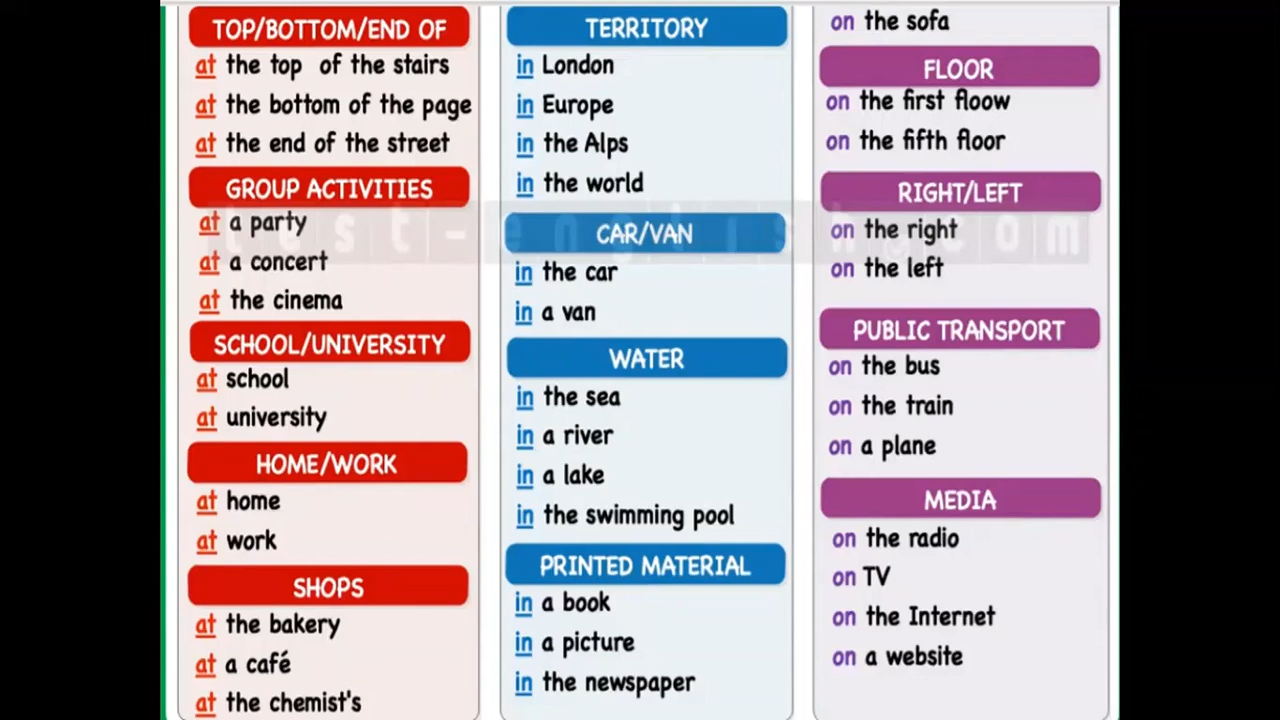 TOP/BOTTOM/END OF
at the top of the stairs
at the bottom of the page
at the end of the street
GROUP ACTIVITIES
at a party
at a concert
at the cinema
SCHOOL/UNIVERSITY
at school
at university
HOME/WORK
at home
at work
SHOPS
at the bakery
at a café
at the chemist's
TERRITORY
in London
in Europe
in the Alps
in the world
CAR/VAN
in the car
in a van
WATER
in the sea
in a river
in a lake
in the swimming pool
PRINTED MATERIAL
in a book
in a picture
in the newspaper
on the sofa
FLOOR
on the first floow
on the fifth floor
RIGHT/LEFT
on the right
on the left
PUBLIC TRANSPORT
on the bus
on the train
on a plane
MEDIA
on the radio
on TV
on the Internet
on a website
test-english.com